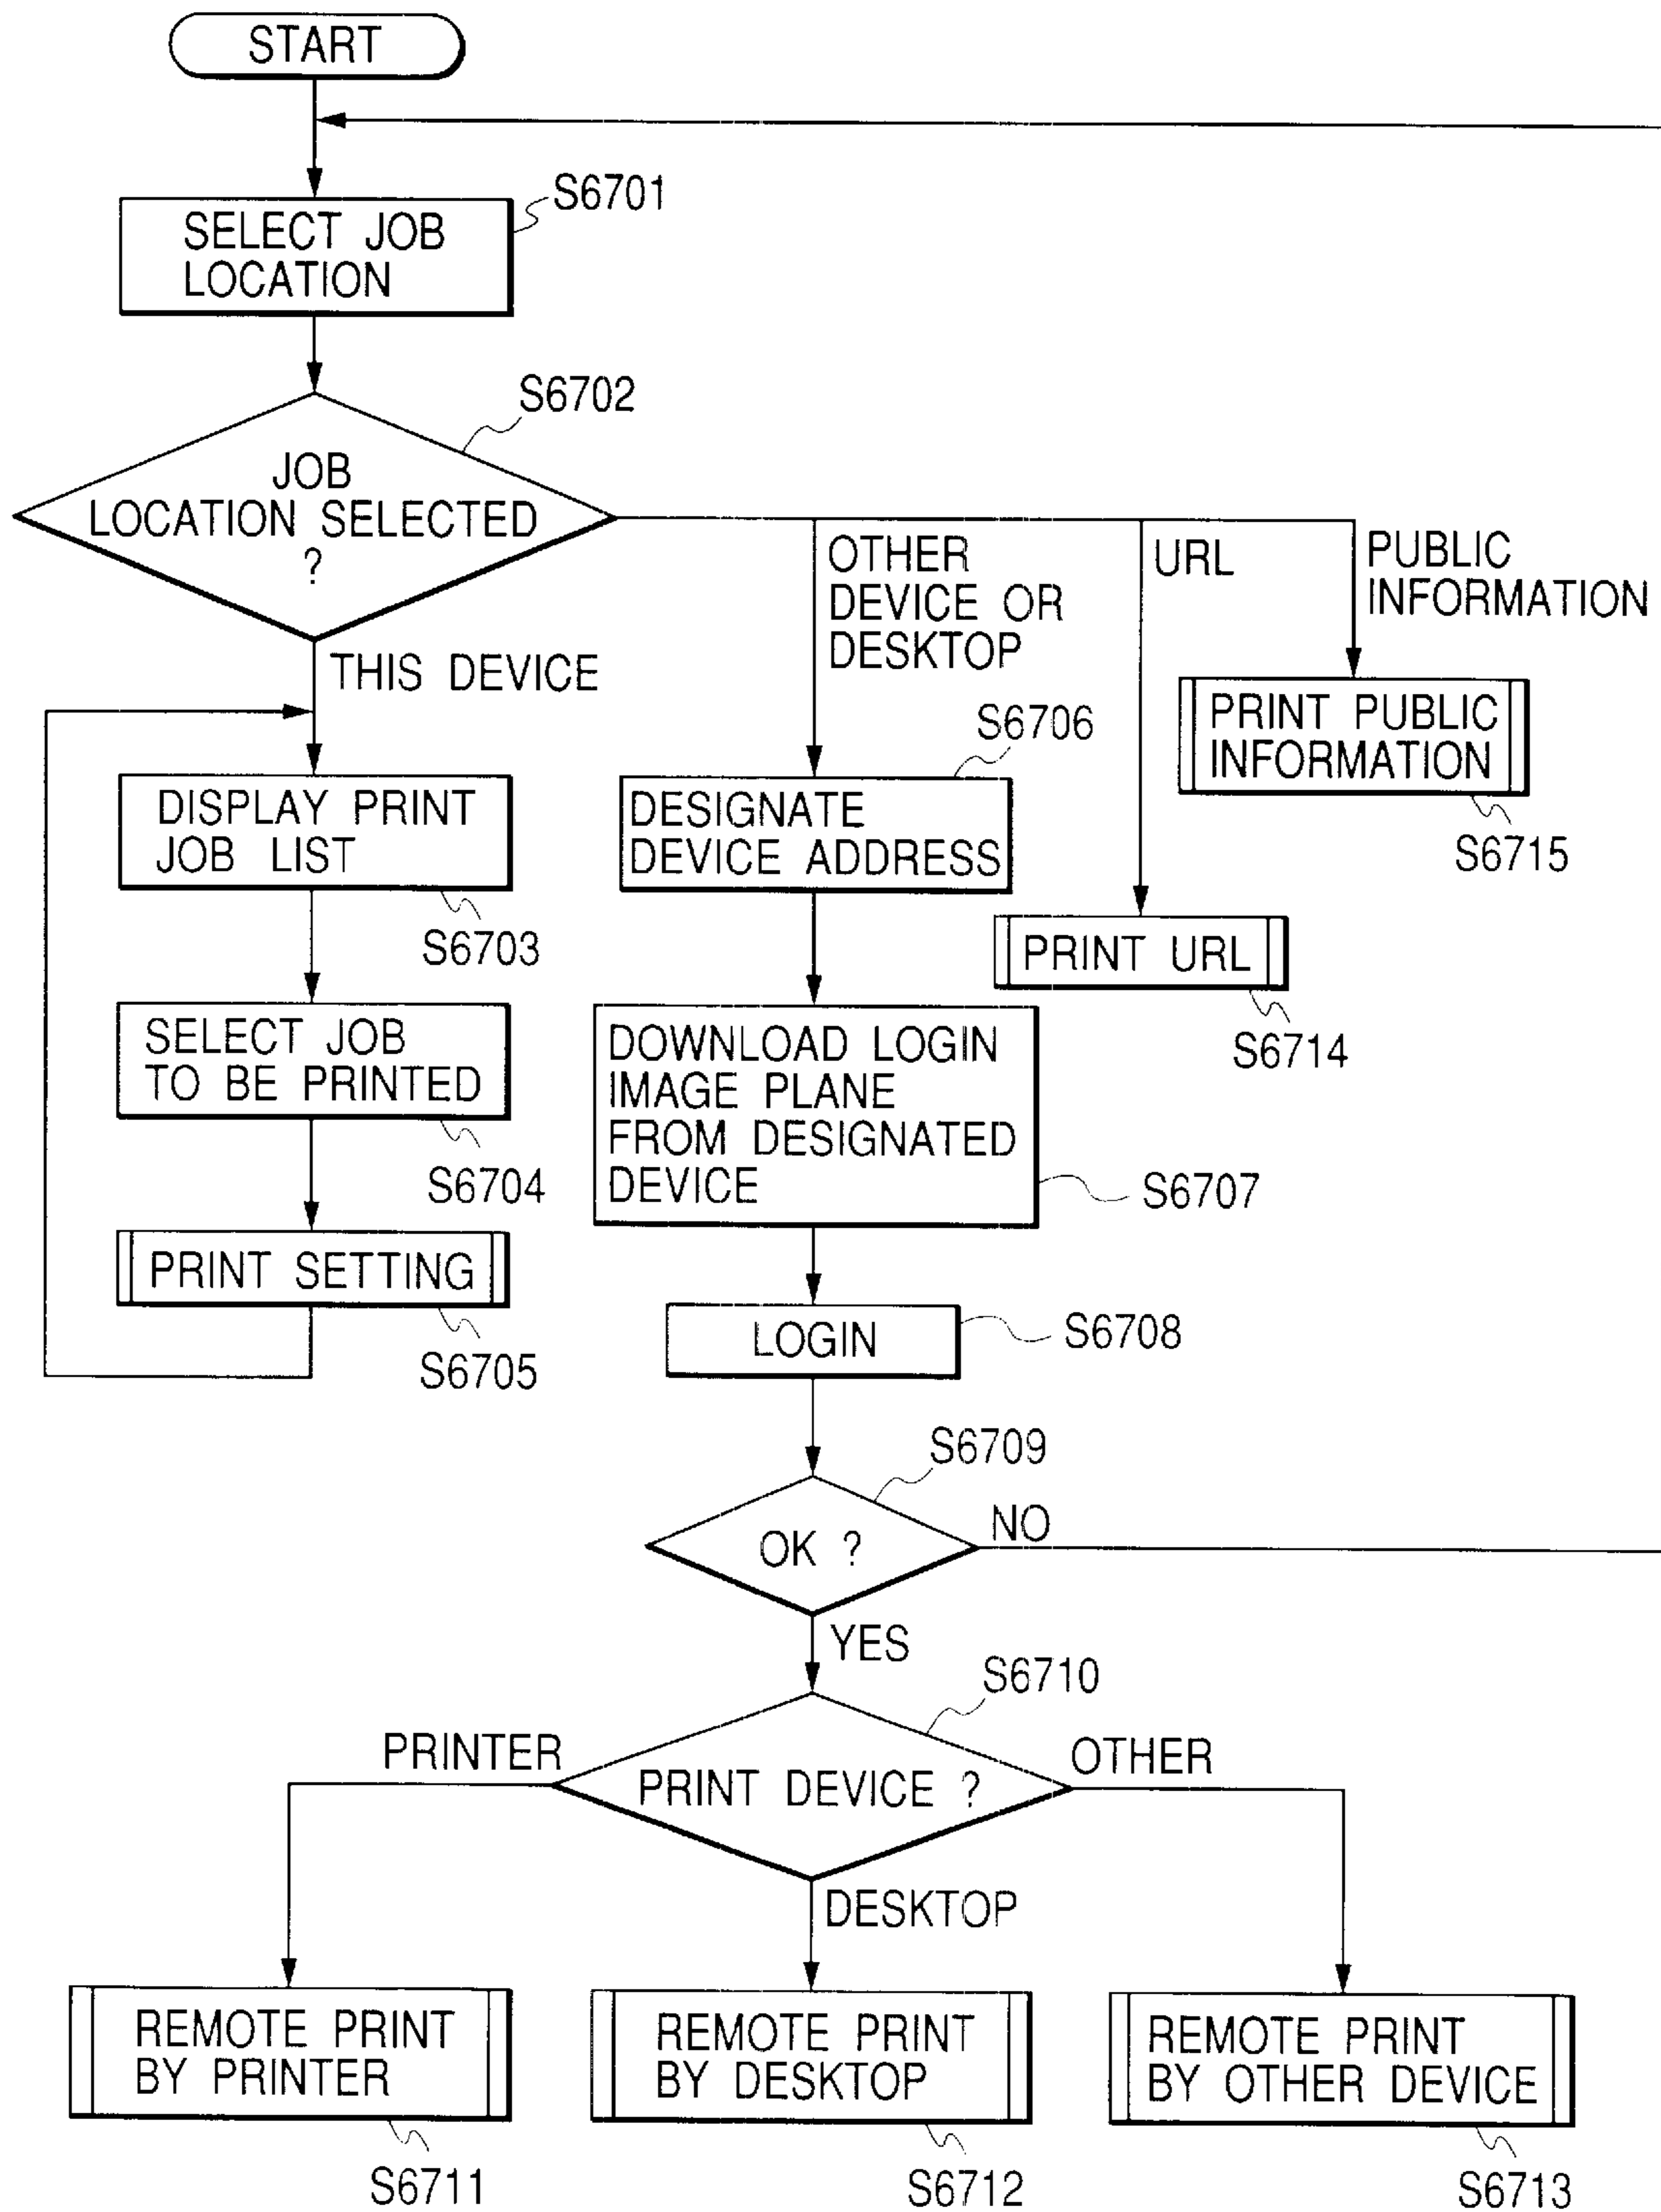 START
S6701
SELECT JOB
LOCATION
S6702
JOB
LOCATION SELECTED
?
OTHER
DEVICE OR
DESKTOP
URL
PUBLIC
INFORMATION
THIS DEVICE
PRINT PUBLIC
INFORMATION
S6715
S6706
DISPLAY PRINT
JOB LIST
S6703
DESIGNATE
DEVICE ADDRESS
PRINT URL
S6714
SELECT JOB
TO BE PRINTED
S6704
DOWNLOAD LOGIN
IMAGE PLANE
FROM DESIGNATED
DEVICE
S6707
PRINT SETTING
S6705
LOGIN
S6708
S6709
OK ?
NO
YES
S6710
PRINTER
PRINT DEVICE ?
OTHER
DESKTOP
REMOTE PRINT
BY PRINTER
S6711
REMOTE PRINT
BY DESKTOP
S6712
REMOTE PRINT
BY OTHER DEVICE
S6713